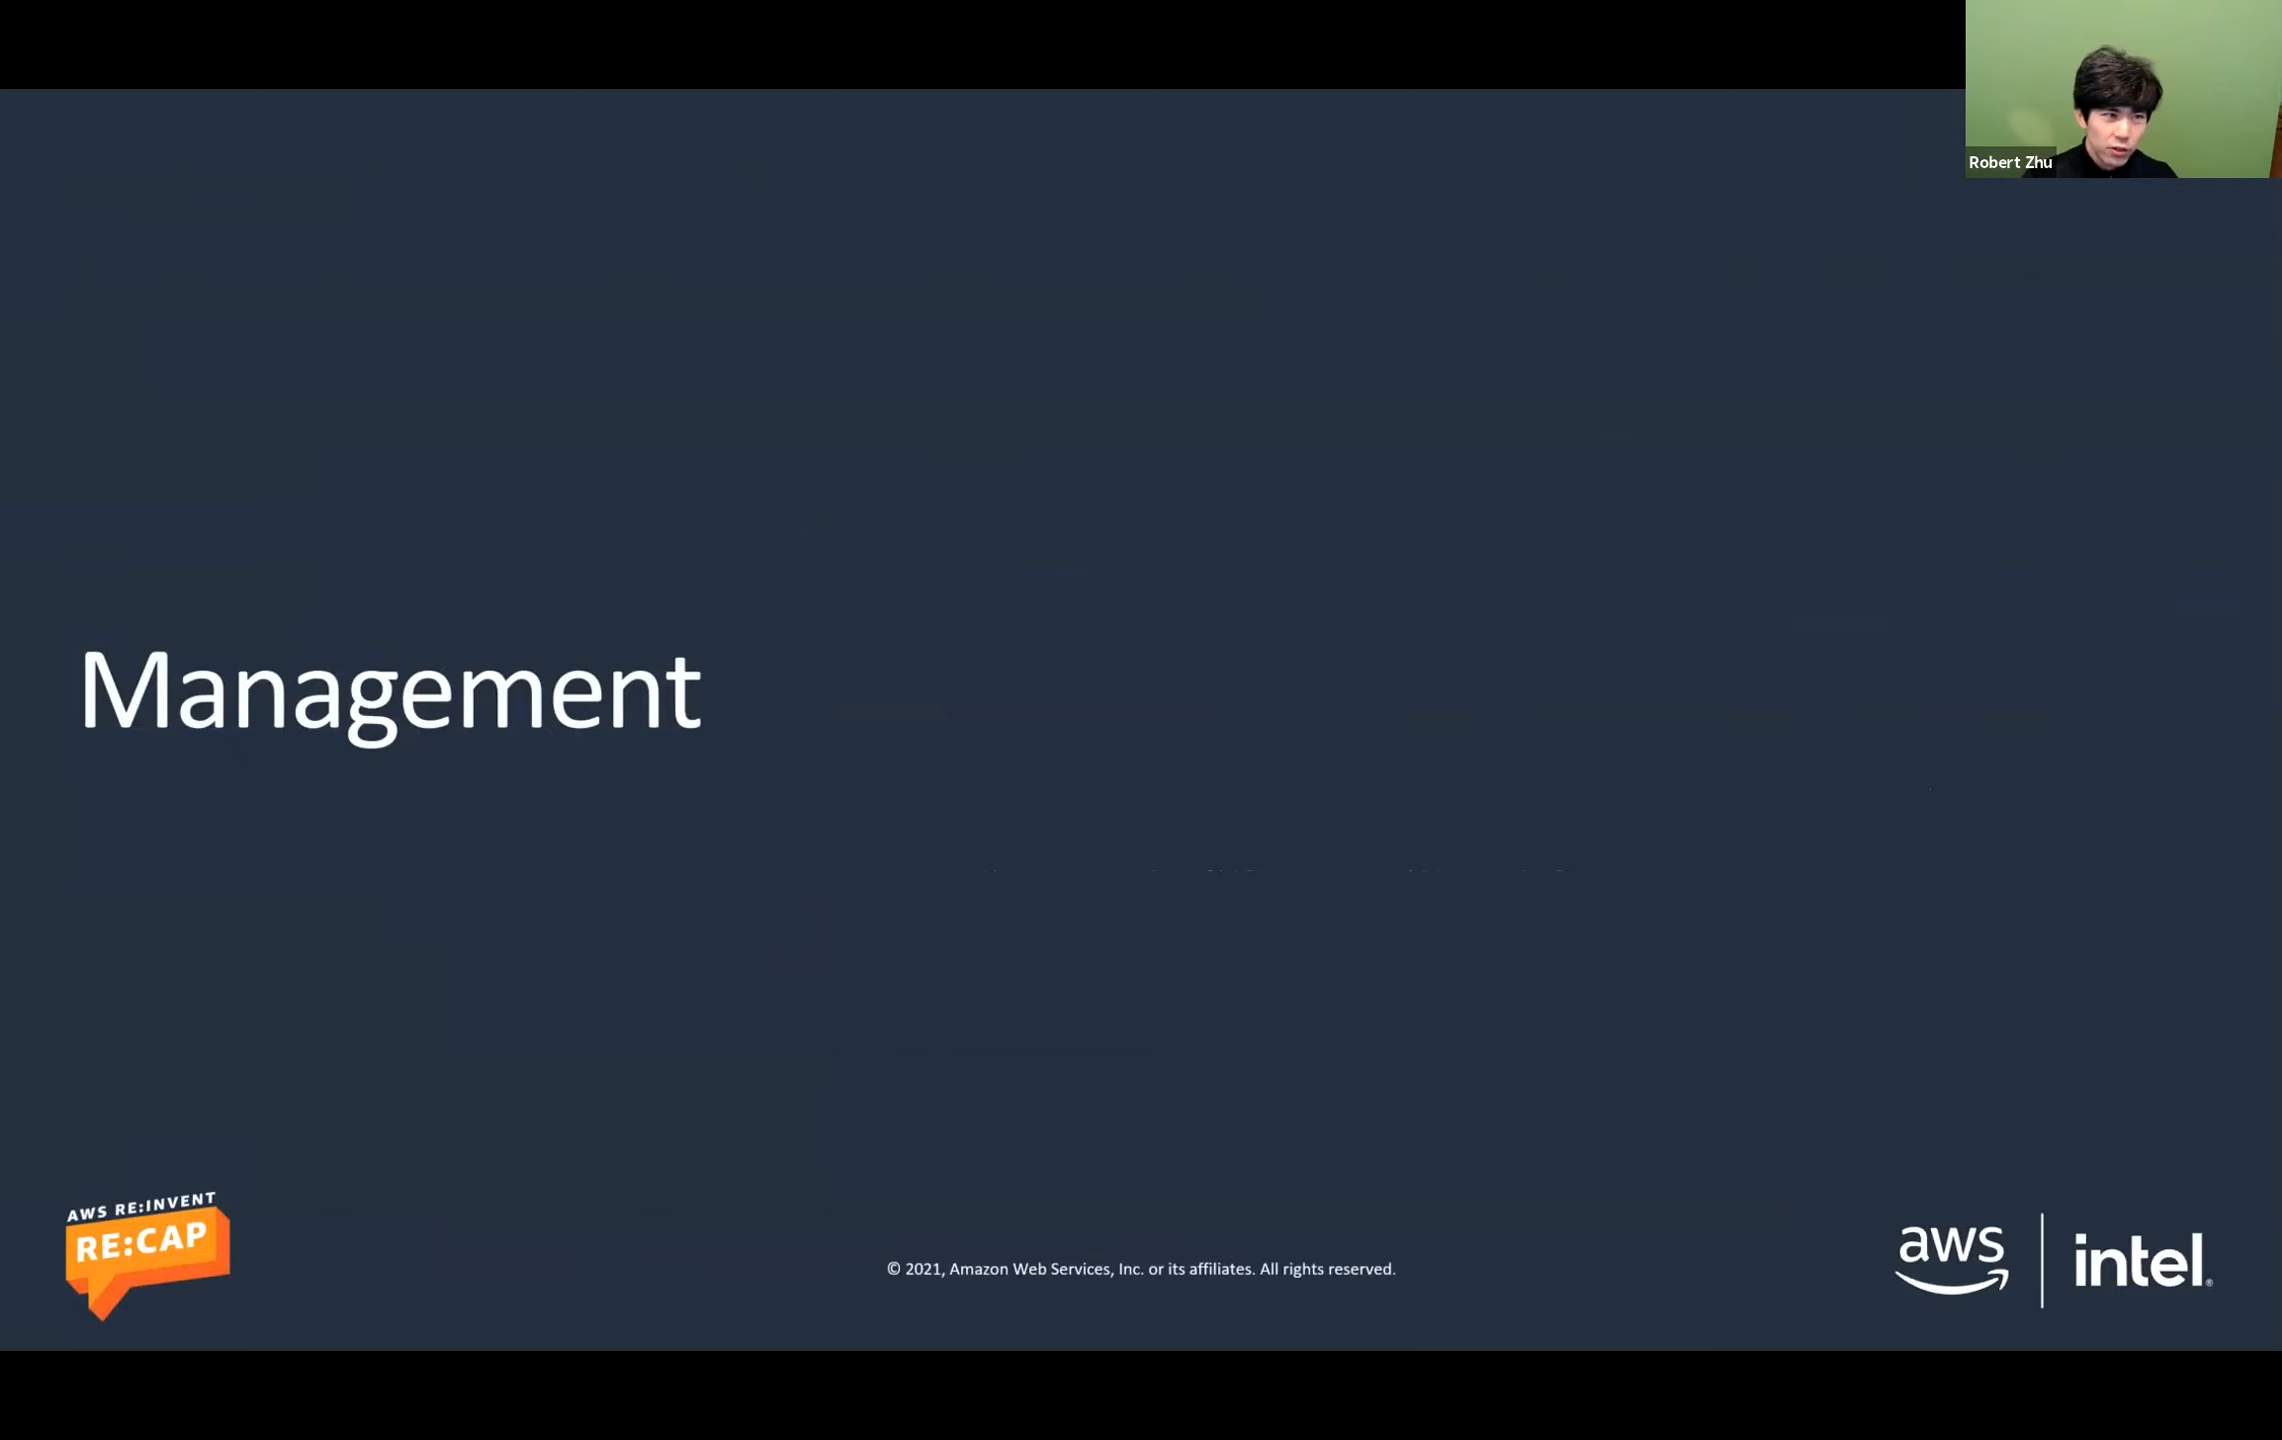 Robert Zhu
Management
AWS RE:INVENT
RE:CAP
© 2021, Amazon Web Services, Inc. or its affiliates. All rights reserved.
aws
intel®